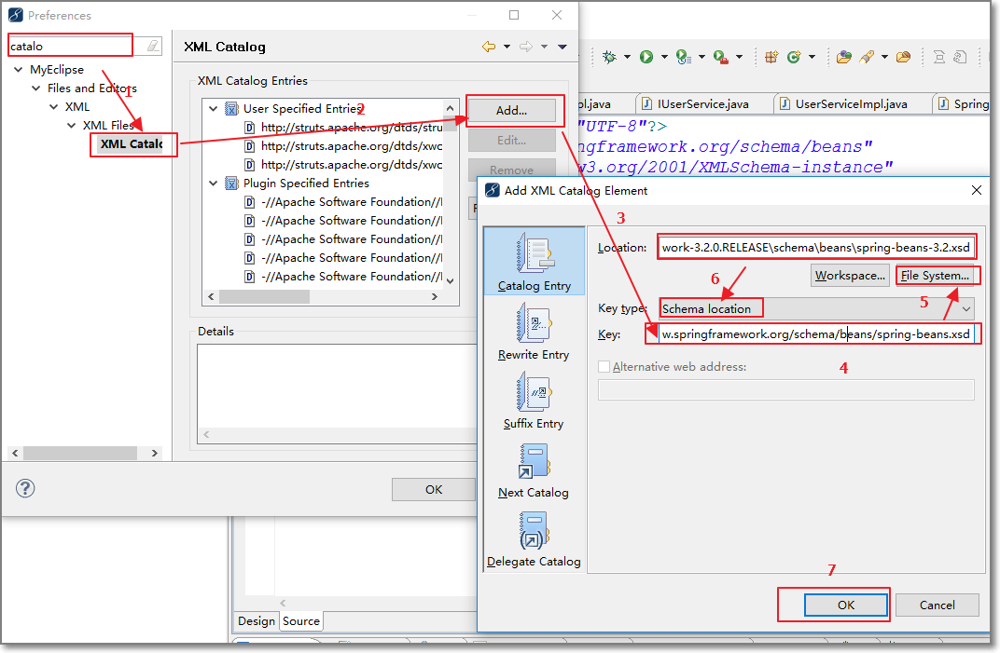 Preferences
catalo
MyEclipse
Files and Editors
XML
XML Files
XML Catalo
1
XML Catalog
XML Catalog Entries
User Specified Entries
http://struts.apache.org/dtds/stru
http://struts.apache.org/dtds/xwc
http://struts.apache.org/dtds/xwc
Plugin Specified Entries
-//Apache Software Foundation//
-//Apache Software Foundation//
-//Apache Software Foundation//
-//Apache Software Foundation//
-//Apache Software Foundation//
2
Add...
Edit...
Remove
Details
OK
pl.java
IUserService.java
UserServiceImpl.java
Spring
"UTF-8"?>
ngframework.org/schema/beans"
w3.org/2001/XMLSchema-instance"
Add XML Catalog Element
3
Catalog Entry
Rewrite Entry
Suffix Entry
Next Catalog
Delegate Catalog
Location:
work-3.2.0.RELEASE\schema\beans\spring-beans-3.2.xsd
Workspace...
File System...
6
5
Key type:
Schema location
Key:
w.springframework.org/schema/beans/spring-beans.xsd
Alternative web address:
4
7
OK
Cancel
Design
Source